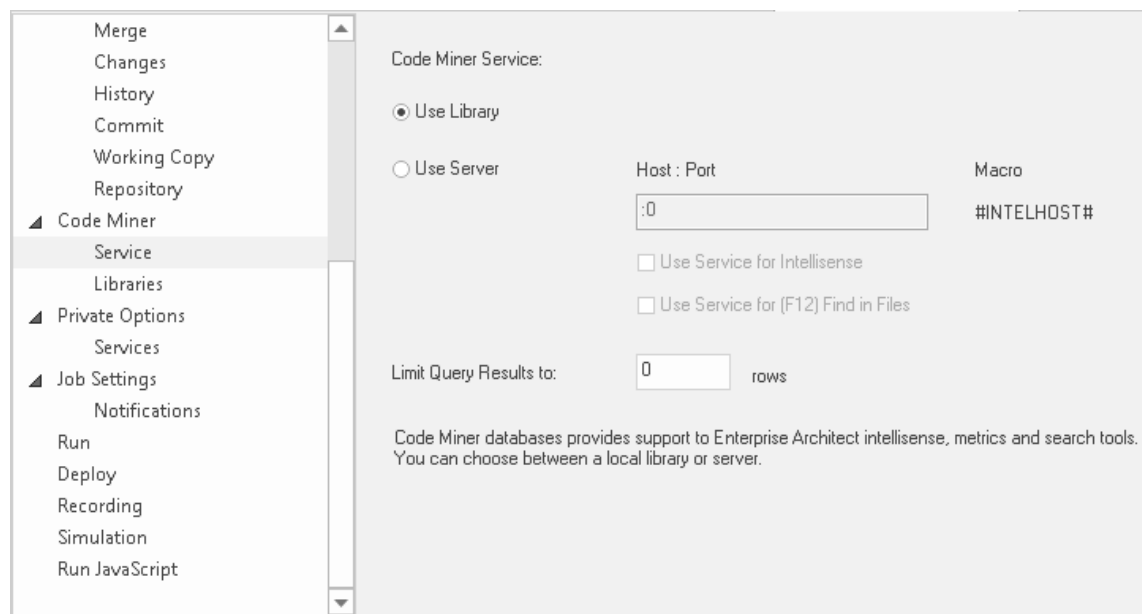 Merge
Changes
History
Commit
Working Copy
Repository
Code Miner
Service
Libraries
Private Options
Services
Job Settings
Notifications
Run
Deploy
Recording
Simulation
Run JavaScript
Code Miner Service:
Use Library
Use Server
Host : Port
Macro
:0
#INTELHOST#
Use Service for Intellisense
Use Service for (F12) Find in Files
Limit Query Results to:
0
rows
Code Miner databases provides support to Enterprise Architect intellisense, metrics and search tools.
You can choose between a local library or server.